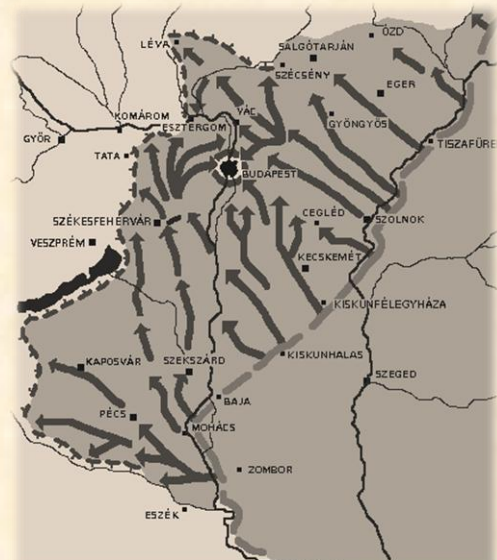 ÓZD
LÉVA
SALGÓTARJÁN
SZÉCSÉNY
EGER
VÁC
KOMÁROM
ESZTERGOM
GYÖNGYÖS
GYŐR
TISZAFÜRE
TATA
BUDAPEST
CEGLÉD
SZÉKESFEHÉRVÁR
SZOLNOK
VESZPRÉM
KECSKEMÉT
KISKUNFÉLEGYHÁZA
KISKUNHALAS
KAPOSVÁR
SZEKSZÁRD
SZEGED
BAJA
PÉCS
MOHÁCS
ZOMBOR
ESZÉK